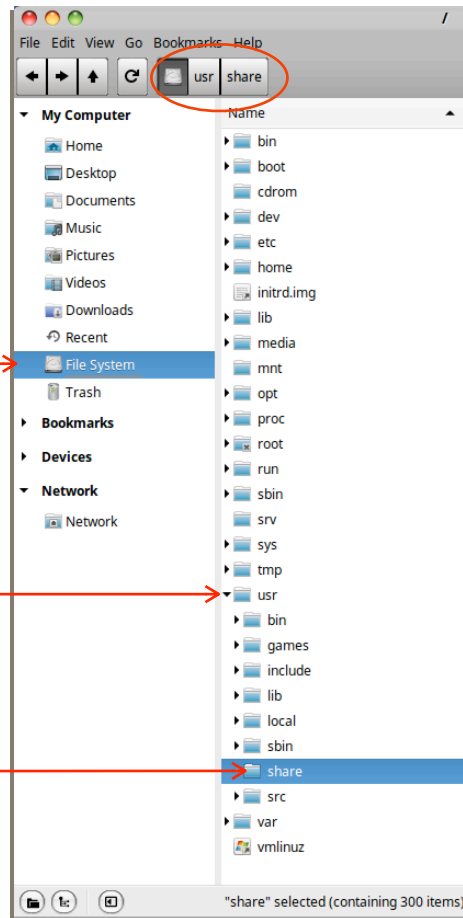 /
File Edit View Go Bookmarks Help
usr share
My Computer
Home
Desktop
Documents
Music
Pictures
Videos
Downloads
Recent
File System
Trash
Bookmarks
Devices
Network
Network
Name
bin
boot
cdrom
dev
etc
home
initrd.img
lib
media
mnt
opt
proc
root
run
sbin
srv
sys
tmp
usr
bin
games
include
lib
local
sbin
share
src
var
vmlinuz
"share" selected (containing 300 items)